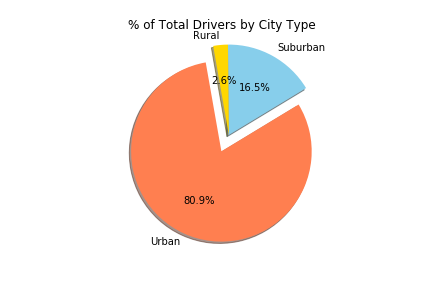 % of Total Drivers by City Type
Rural
Suburban
2.6%
16.5%
80.9%
Urban